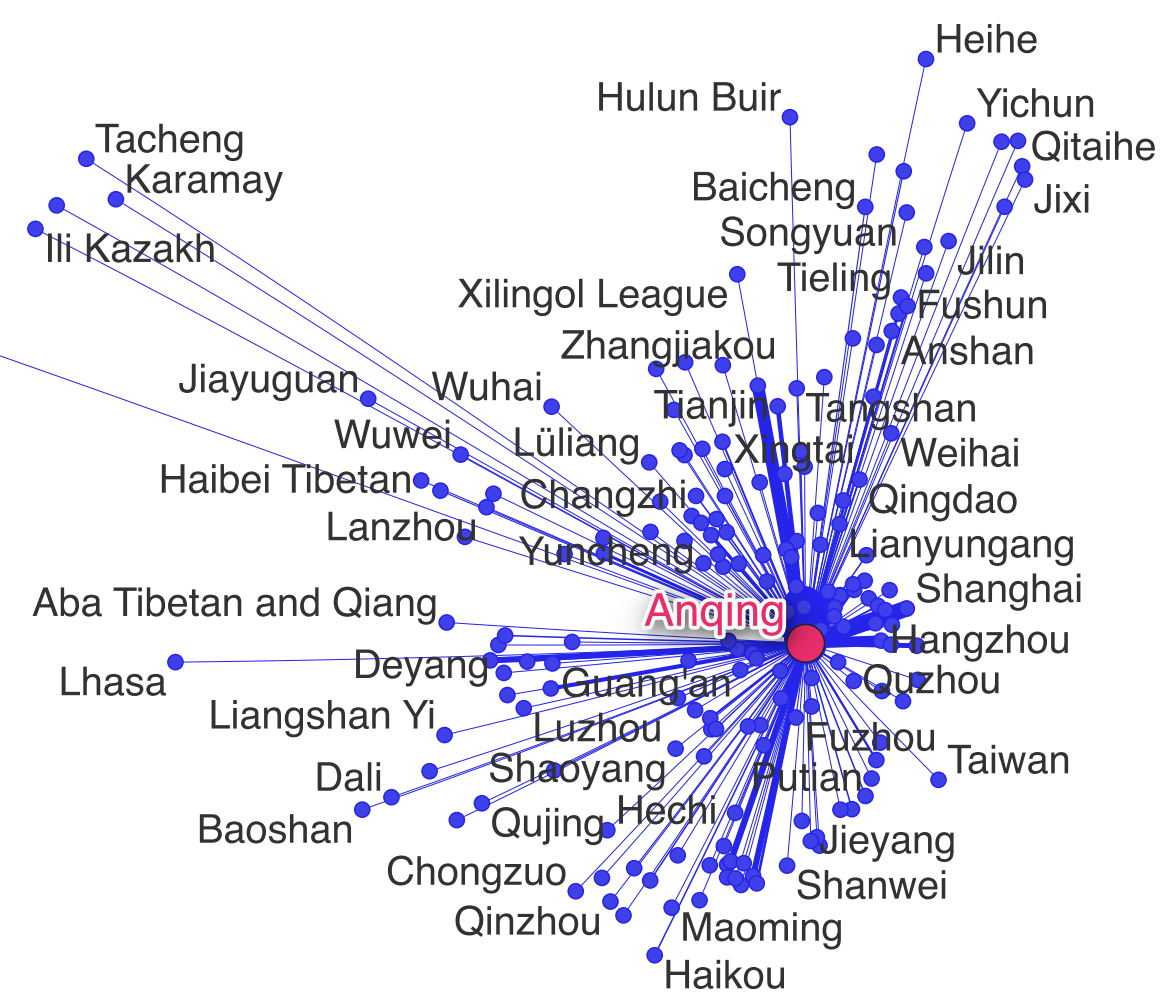 Heihe
Hulun Buir
Yichun
Tacheng
Qitaihe
Karamay
Baicheng
Jixi
Songyuan
Ili Kazakh
Jilin
Tieling
Xilingol League
Fushun
Zhangjiakou
Anshan
Jiayuguan
Wuhai
Tianjin
Tangshan
Wuwei
Lüliang
Xingtai
Weihai
Haibei Tibetan
Changzhi
Qingdao
Lanzhou
Yuncheng
Lianyungang
Shanghai
Aba Tibetan and Qiang
Anqing
Hangzhou
Deyang
Lhasa
Guang'an
Quzhou
Liangshan Yi
Luzhou
Fuzhou
Taiwan
Dali
Shaoyang
Putian
Baoshan
Qujing
Hechi
Jieyang
Chongzuo
Shanwei
Qinzhou
Maoming
Haikou